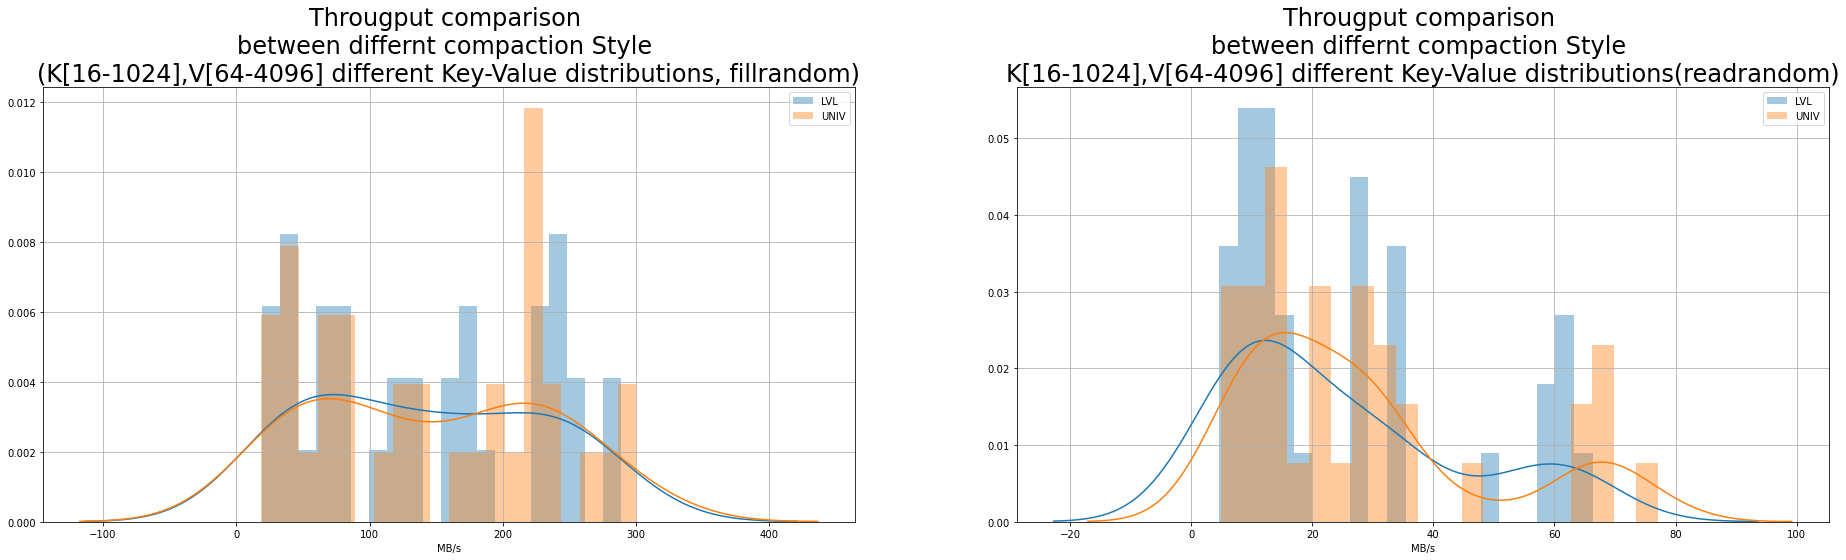 Througput comparison
between differnt compaction Style
(K[16-1024],V[64-4096] different Key-Value distributions, fillrandom)
LVL
UNIV
0.012
0.010
0.008
0.006
0.004
0.002
0.000
−100
0
100
200
300
400
MB/s
Througput comparison
between differnt compaction Style
K[16-1024],V[64-4096] different Key-Value distributions(readrandom)
LVL
UNIV
0.05
0.04
0.03
0.02
0.01
0.00
−20
0
20
40
60
80
100
MB/s